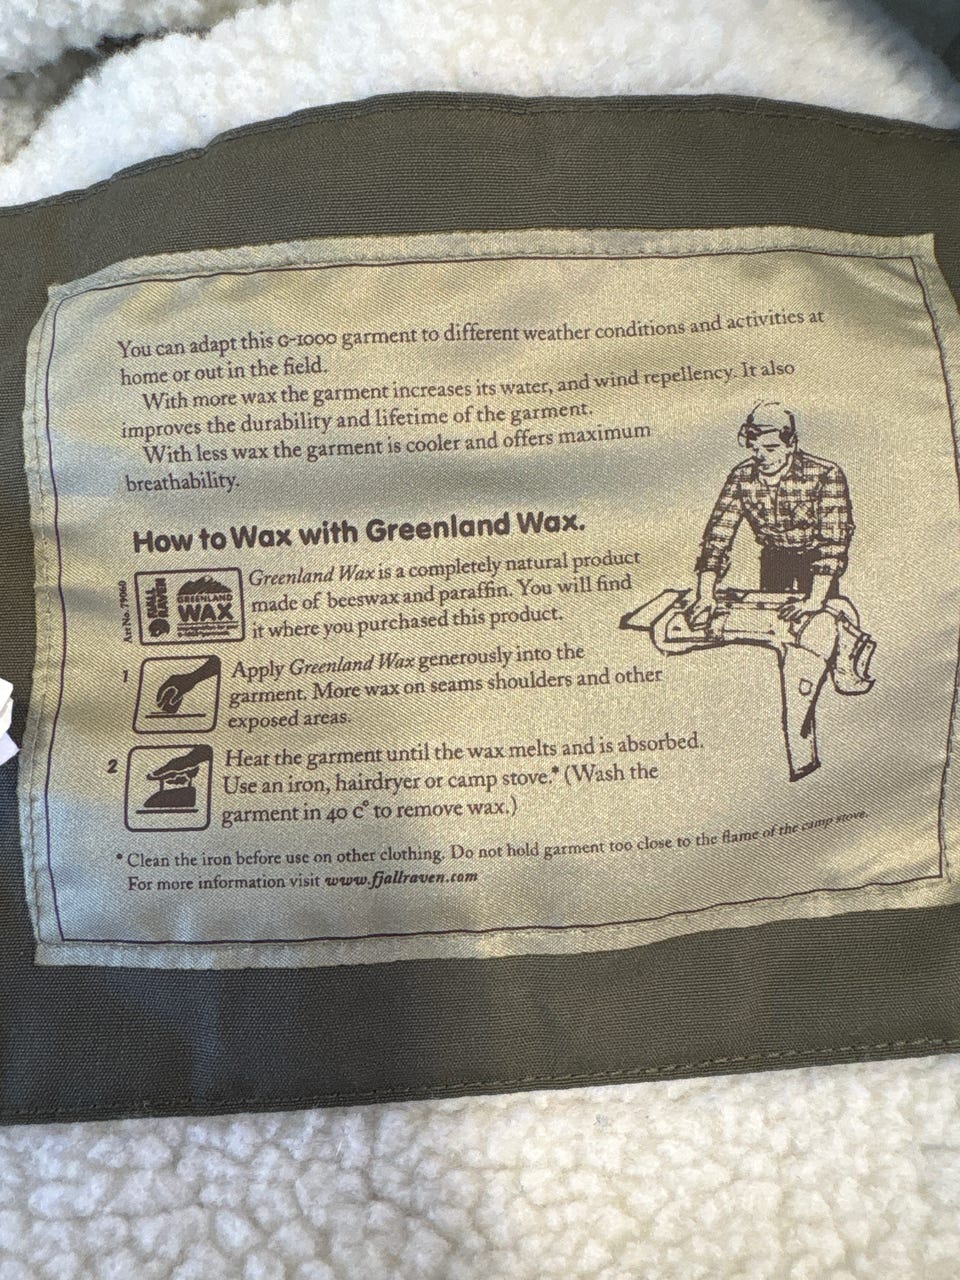 You can adapt this G-1000 garment to different weather conditions and activities at
home or out in the field.
With more wax the garment increases its water, and wind repellency. It also
improves the durability and lifetime of the garment.
With less wax the garment is cooler and offers maximum
breathability.
How to Wax with Greenland Wax.
Art No. 79060
FJÄLL
RÄVEN
GREENLAND
WAX
Greenland Wax is a completely natural product
made of beeswax and paraffin. You will find
it where you purchased this product.
1
Apply Greenland Wax generously into the
garment. More wax on seams shoulders and other
exposed areas.
2
Heat the garment until the wax melts and is absorbed.
Use an iron, hairdryer or camp stove.* (Wash the
garment in 40 c° to remove wax.)
* Clean the iron before use on other clothing. Do not hold garment too close to the flame of the camp stove.
For more information visit www.fjallraven.com